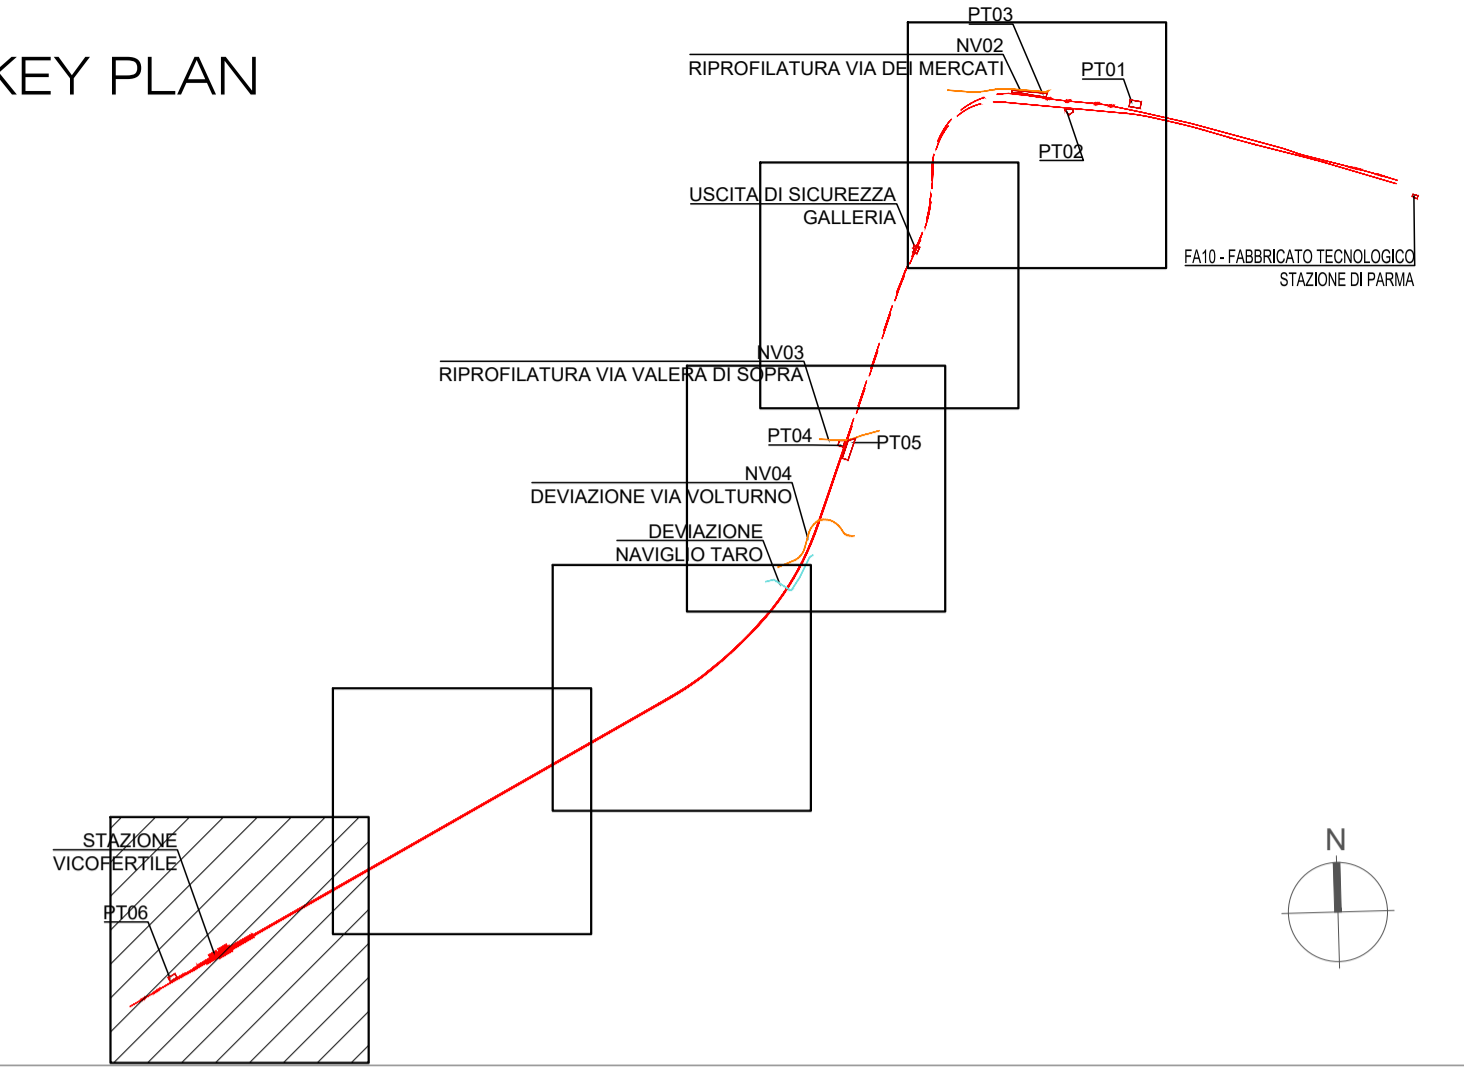 KEY PLAN
PT03
NV02
RIPROFILATURA VIA DEI MERCATI
PT01
PT02
USCITA DI SICUREZZA
GALLERIA
FA10 - FABBRICATO TECNOLOGICO
STAZIONE DI PARMA
NV03
RIPROFILATURA VIA VALERA DI SOPRA
PT04
PT05
NV04
DEVIAZIONE VIA VOLTURNO
DEVIAZIONE
NAVIGLIO TARO
STAZIONE
VICOFERTILE
PT06
N